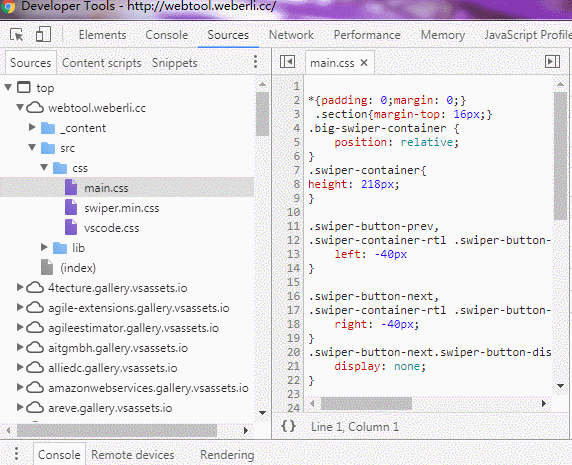 Developer Tools - http://webtool.weberli.cc/
Elements Console Sources Network Performance Memory JavaScript Profile
Sources Content scripts Snippets
top
webtool.weberli.cc
_content
src
css
main.css
swiper.min.css
vscode.css
lib
(index)
4tecture.gallery.vsassets.io
agile-extensions.gallery.vsassets.io
agileestimator.gallery.vsassets.io
aitgmbh.gallery.vsassets.io
alliedc.gallery.vsassets.io
amazonwebservices.gallery.vsassets.io
areve.gallery.vsassets.io
main.css ×
1
2 *{padding: 0;margin: 0;}
3 .section{margin-top: 16px;}
4 .big-swiper-container {
5 position: relative;
6 }
7 .swiper-container{
8 height: 218px;
9 }
10
11 .swiper-button-prev,
12 .swiper-container-rtl .swiper-button-
13 left: -40px
14 }
15
16 .swiper-button-next,
17 .swiper-container-rtl .swiper-button-
18 right: -40px;
19 }
20 .swiper-button-next.swiper-button-dis
21 display: none;
22 }
23
24
{} Line 1, Column 1
Console Remote devices Rendering